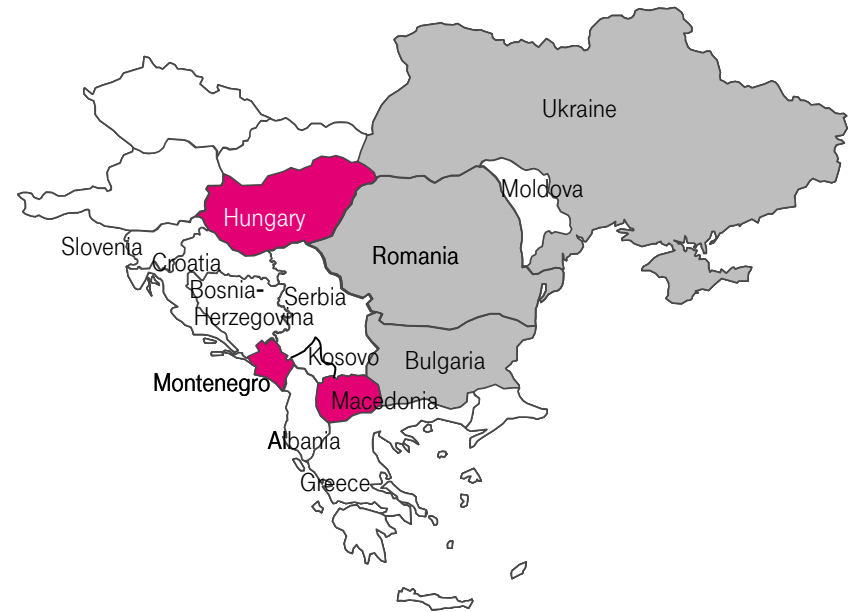 Ukraine
Moldova
Hungary
Slovenia
Croatia
Romania
Bosnia-
Herzegovina
Serbia
Kosovo
Bulgaria
Montenegro
Macedonia
Albania
Greece